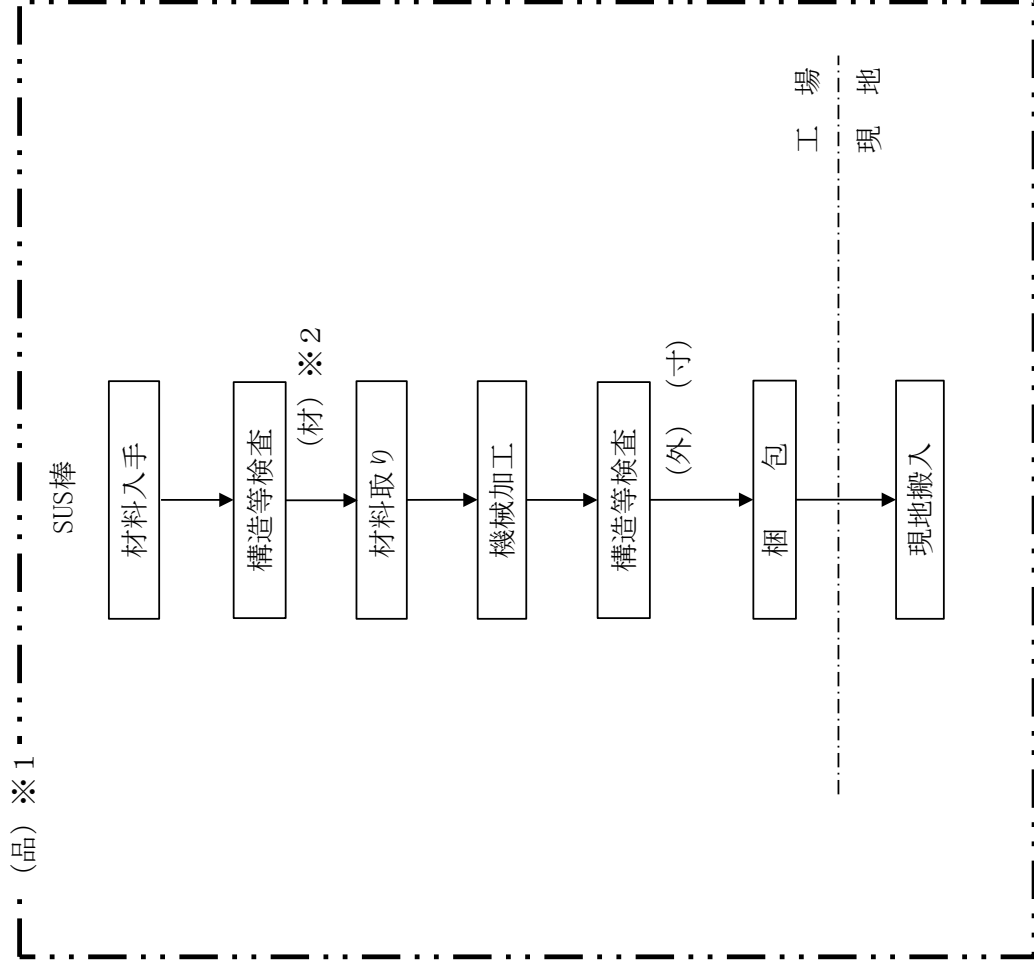 (品) ※1
SUS棒
材料入手
構造等検査
(材) ※2
材料取り
機械加工
構造等検査
(外) (寸)
梱 包
工 場
現 地
現地搬入